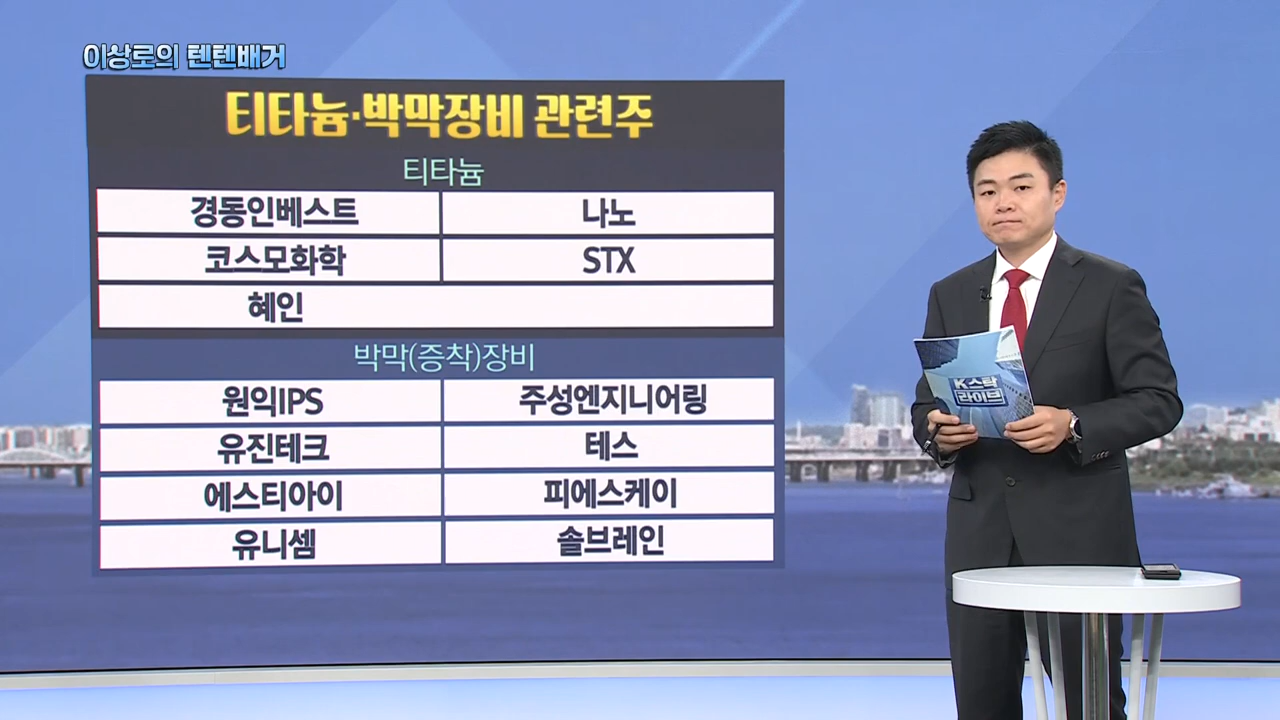 이상로의 텐텐배거
티타늄·박막장비 관련주
티타늄
경동인베스트 나노
코스모화학 STX
혜인
박막(증착)장비
원익IPS 주성엔지니어링
유진테크 테스
에스티아이 피에스케이
유니셈 솔브레인
K스탁
라이브